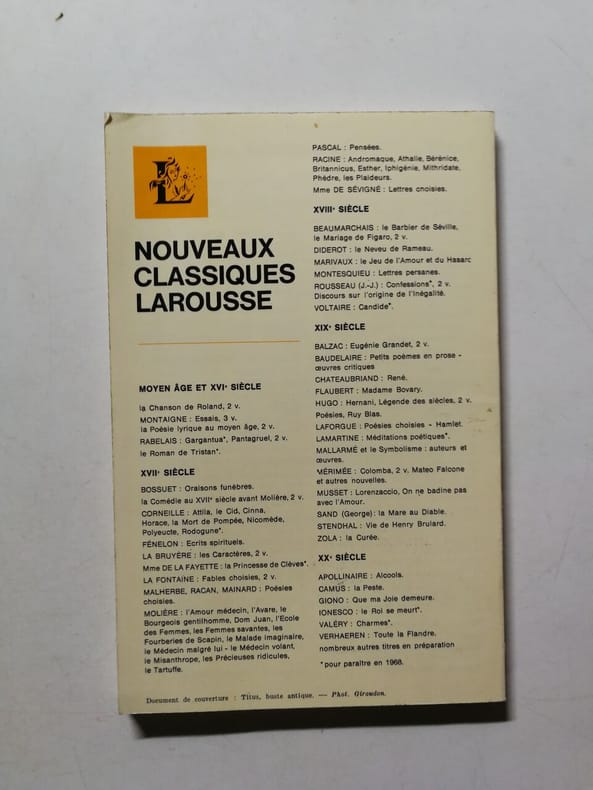 L
NOUVEAUX
CLASSIQUES
LAROUSSE
MOYEN ÂGE ET XVIe SIÈCLE
la Chanson de Roland, 2 v.
MONTAIGNE : Essais, 3 v.
la Poésie lyrique au moyen âge, 2 v.
RABELAIS : Gargantua*, Pantagruel, 2 v.
le Roman de Tristan*.
XVIIe SIÈCLE
BOSSUET : Oraisons funèbres.
la Comédie au XVIIe siècle avant Molière, 2 v.
CORNEILLE : Attila, le Cid, Cinna,
Horace, la Mort de Pompée, Nicomède,
Polyeucte, Rodogune*.
FÉNELON : Ecrits spirituels.
LA BRUYÈRE : les Caractères, 2 v.
Mme DE LA FAYETTE : la Princesse de Clèves*.
LA FONTAINE : Fables choisies, 2 v.
MALHERBE, RACAN, MAINARD : Poésies
choisies.
MOLIÈRE : l'Amour médecin, l'Avare, le
Bourgeois gentilhomme, Dom Juan, l'Ecole
des Femmes, les Femmes savantes, les
Fourberies de Scapin, le Malade imaginaire,
le Médecin malgré lui - le Médecin volant,
le Misanthrope, les Précieuses ridicules,
le Tartuffe.
PASCAL : Pensées.
RACINE : Andromaque, Athalie, Bérénice,
Britannicus, Esther, Iphigénie, Mithridate,
Phèdre, les Plaideurs.
Mme DE SÉVIGNÉ : Lettres choisies.
XVIIIe SIÈCLE
BEAUMARCHAIS : le Barbier de Séville,
le Mariage de Figaro, 2 v.
DIDEROT : le Neveu de Rameau.
MARIVAUX : le Jeu de l'Amour et du Hasarc
MONTESQUIEU : Lettres persanes.
ROUSSEAU (J.-J.) : Confessions*, 2 v.
Discours sur l'origine de l'inégalité.
VOLTAIRE : Candide*.
XIXe SIÈCLE
BALZAC : Eugénie Grandet, 2 v.
BAUDELAIRE : Petits poèmes en prose -
œuvres critiques
CHATEAUBRIAND : René.
FLAUBERT : Madame Bovary.
HUGO : Hernani, Légende des siècles, 2 v.
Poésies, Ruy Blas.
LAFORGUE : Poésies choisies - Hamlet.
LAMARTINE : Méditations poétiques*.
MALLARMÉ et le Symbolisme : auteurs et
œuvres.
MÉRIMÉE : Colomba, 2 v. Mateo Falcone
et autres nouvelles.
MUSSET : Lorenzaccio, On ne badine pas
avec l'Amour.
SAND (George) : la Mare au Diable.
STENDHAL : Vie de Henry Brulard.
ZOLA : la Curée.
XXe SIÈCLE
APOLLINAIRE : Alcools.
CAMUS : la Peste.
GIONO : Que ma Joie demeure.
IONESCO : le Roi se meurt*.
VALÉRY : Charmes*.
VERHAEREN : Toute la Flandre.
nombreux autres titres en préparation
*pour paraître en 1968.
Document de couverture : Titus, buste antique. — Phot. Giraudon.